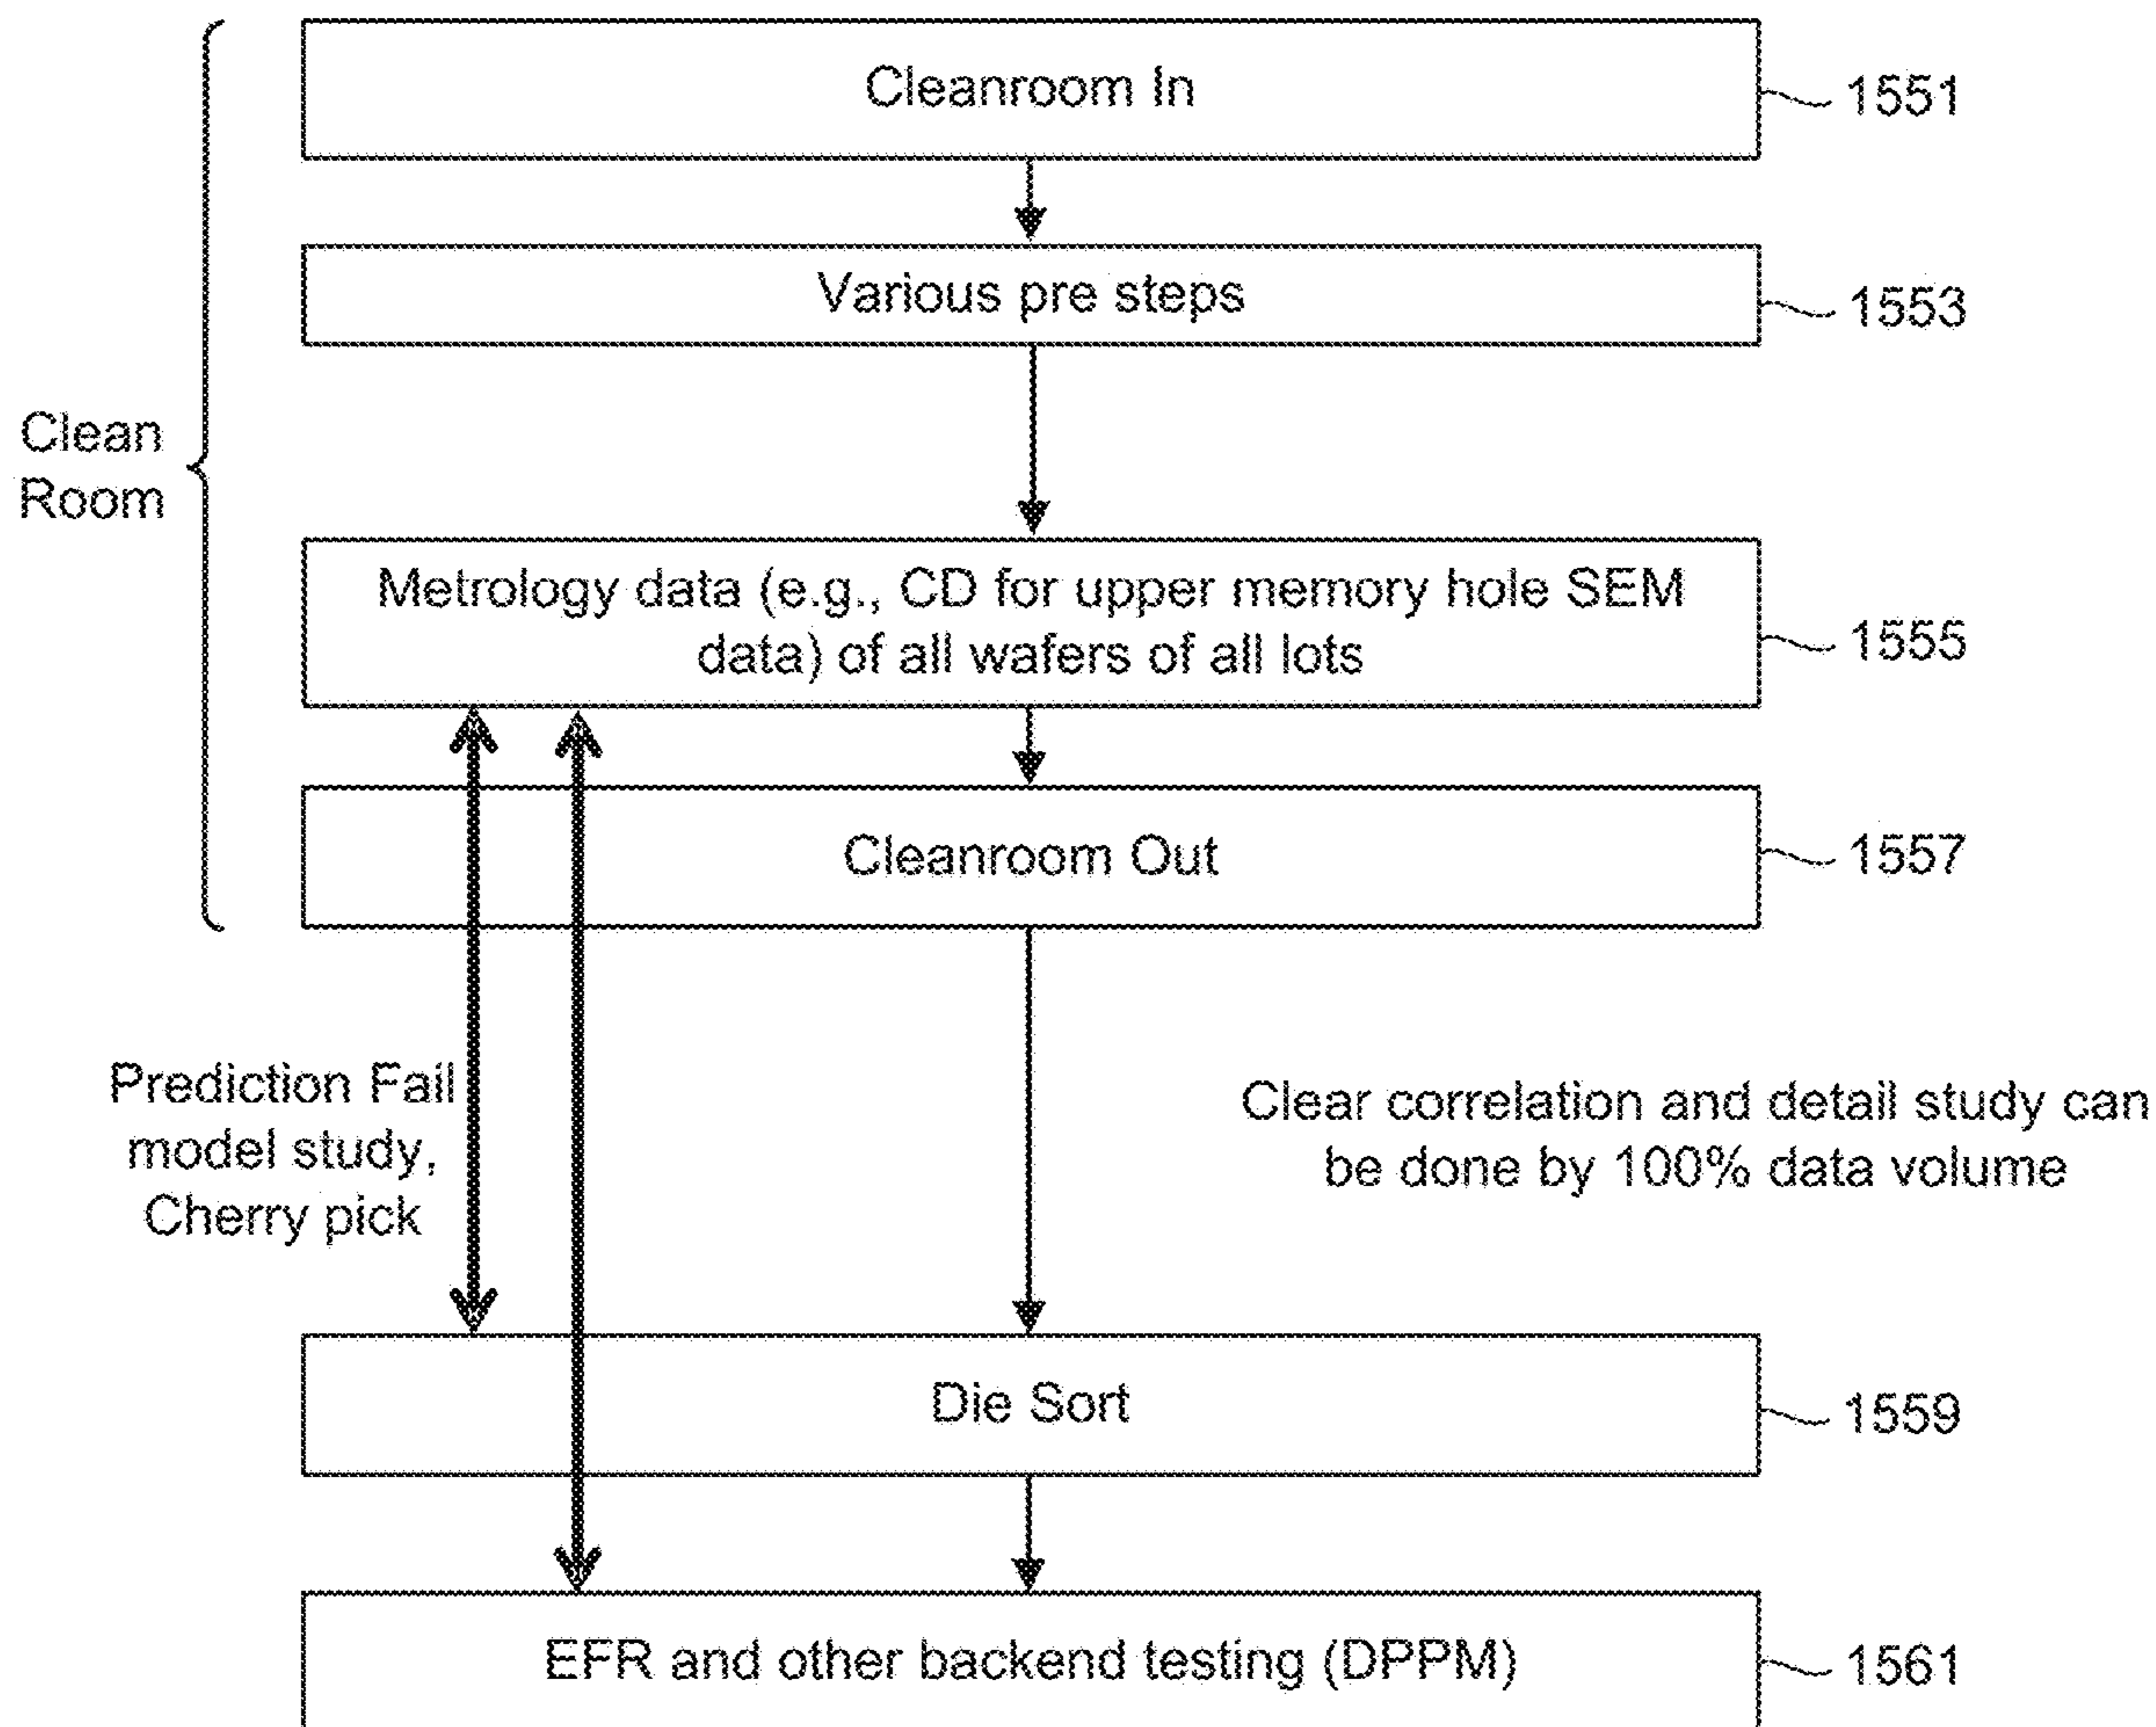 Cleanroom In
1551
Various pre steps
1553
Clean
Room
Metrology data (e.g., CD for upper memory hole SEM
data) of all wafers of all lots
1555
Cleanroom Out
1557
Prediction Fail
model study,
Cherry pick
Clear correlation and detail study can
be done by 100% data volume
Die Sort
1559
EFR and other backend testing (DPPM)
1561